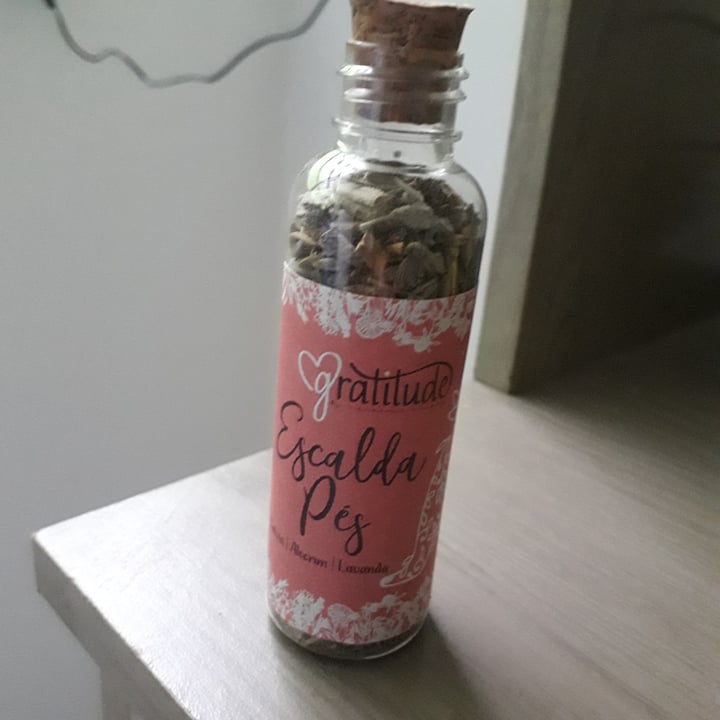 gratitude
Escalda
Pés
| Alecrim | Lavanda